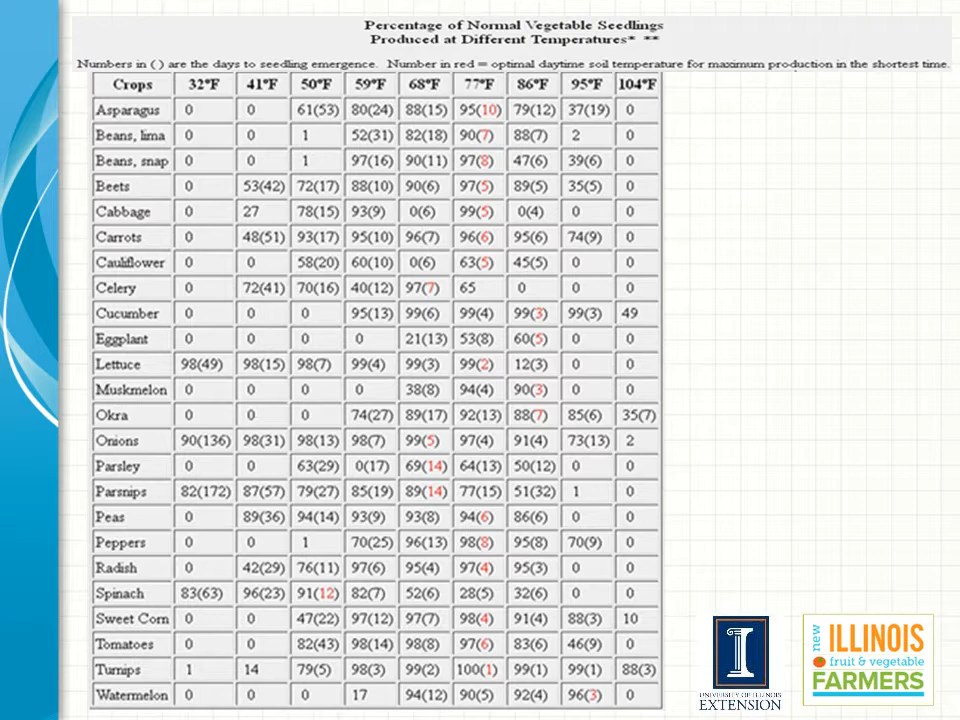 Percentage of Normal Vegetable Seedlings
Produced at Different Temperatures* **
Numbers in ( ) are the days to seedling emergence. Number in red = optimal daytime soil temperature for maximum production in the shortest time.
Crops 32°F 41°F 50°F 59°F 68°F 77°F 86°F 95°F 104°F
Asparagus 0 0 61(53) 80(24) 88(15) 95(10) 79(12) 37(19) 0
Beans, lima 0 0 1 52(31) 82(18) 90(7) 88(7) 2 0
Beans, snap 0 0 1 97(16) 90(11) 97(8) 47(6) 39(6) 0
Beets 0 53(42) 72(17) 88(10) 90(6) 97(5) 89(5) 35(5) 0
Cabbage 0 27 78(15) 93(9) 0(6) 99(5) 0(4) 0 0
Carrots 0 48(51) 93(17) 95(10) 96(7) 96(6) 95(6) 74(9) 0
Cauliflower 0 0 58(20) 60(10) 0(6) 63(5) 45(5) 0 0
Celery 0 72(41) 70(16) 40(12) 97(7) 65 0 0 0
Cucumber 0 0 0 95(13) 99(6) 99(4) 99(3) 99(3) 49
Eggplant 0 0 0 0 21(13) 53(8) 60(5) 0 0
Lettuce 98(49) 98(15) 98(7) 99(4) 99(3) 99(2) 12(3) 0 0
Muskmelon 0 0 0 0 38(8) 94(4) 90(3) 0 0
Okra 0 0 0 74(27) 89(17) 92(13) 88(7) 85(6) 35(7)
Onions 90(136) 98(31) 98(13) 98(7) 99(5) 97(4) 91(4) 73(13) 2
Parsley 0 0 63(29) 0(17) 69(14) 64(13) 50(12) 0 0
Parsnips 82(172) 87(57) 79(27) 85(19) 89(14) 77(15) 51(32) 1 0
Peas 0 89(36) 94(14) 93(9) 93(8) 94(6) 86(6) 0 0
Peppers 0 0 1 70(25) 96(13) 98(8) 95(8) 70(9) 0
Radish 0 42(29) 76(11) 97(6) 95(4) 97(4) 95(3) 0 0
Spinach 83(63) 96(23) 91(12) 82(7) 52(6) 28(5) 32(6) 0 0
Sweet Corn 0 0 47(22) 97(12) 97(7) 98(4) 91(4) 88(3) 10
Tomatoes 0 0 82(43) 98(14) 98(8) 97(6) 83(6) 46(9) 0
Turnips 1 14 79(5) 98(3) 99(2) 100(1) 99(1) 99(1) 88(3)
Watermelon 0 0 0 17 94(12) 90(5) 92(4) 96(3) 0
I
UNIVERSITY OF ILLINOIS
EXTENSION
new
ILLINOIS
fruit & vegetable
FARMERS